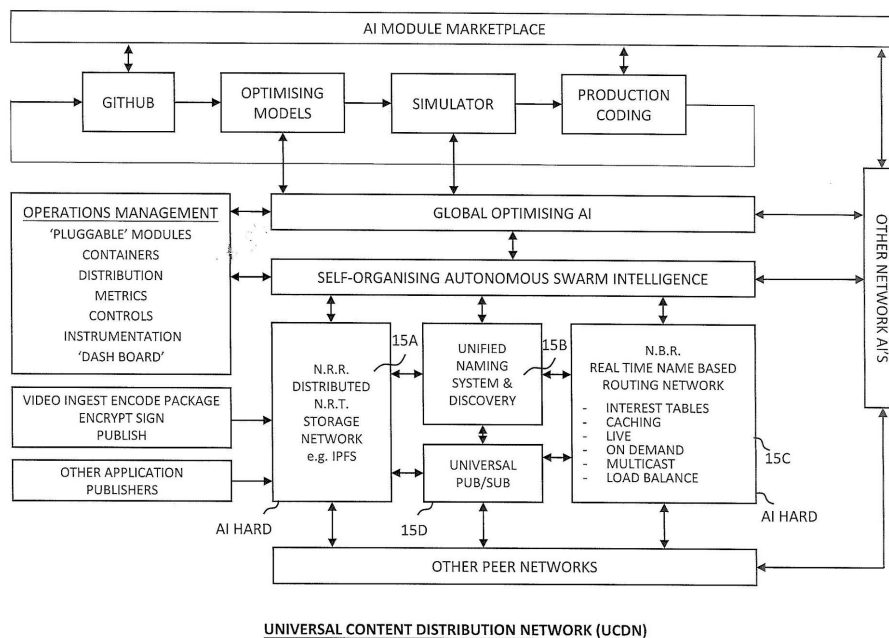 AI MODULE MARKETPLACE
GITHUB
OPTIMISING
MODELS
SIMULATOR
PRODUCTION
CODING
OPERATIONS MANAGEMENT
'PLUGGABLE' MODULES
CONTAINERS
DISTRIBUTION
METRICS
CONTROLS
INSTRUMENTATION
'DASH BOARD'
GLOBAL OPTIMISING AI
SELF-ORGANISING AUTONOMOUS SWARM INTELLIGENCE
OTHER NETWORK AI'S
VIDEO INGEST ENCODE PACKAGE
ENCRYPT SIGN
PUBLISH
OTHER APPLICATION
PUBLISHERS
15A
N.R.R.
DISTRIBUTED
N.R.T.
STORAGE
NETWORK
e.g. IPFS
AI HARD
UNIFIED
NAMING
SYSTEM &
DISCOVERY
15B
UNIVERSAL
PUB/SUB
15D
N.B.R.
REAL TIME NAME BASED
ROUTING NETWORK
- INTEREST TABLES
- CACHING
- LIVE
- ON DEMAND
- MULTICAST
- LOAD BALANCE
15C
AI HARD
OTHER PEER NETWORKS
UNIVERSAL CONTENT DISTRIBUTION NETWORK (UCDN)